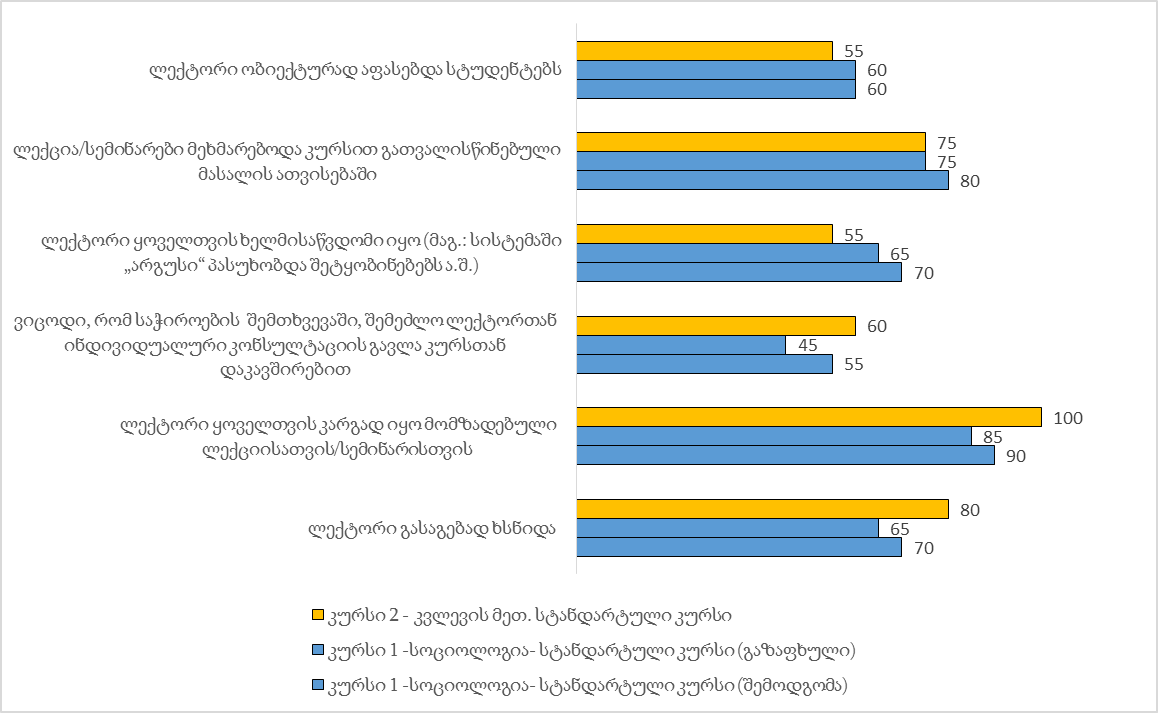 ლექტორი ობიექტურად აფასებდა სტუდენტებს
55
60
60
ლექცია/სემინარები მეხმარებოდა კურსით გათვალისწინებული
მასალის ათვისებაში
75
75
80
ლექტორი ყოველთვის ხელმისაწვდომი იყო (მაგ.: სისტემაში
„არგუსი“ პასუხობდა შეტყობინებებს ა.შ.)
55
65
70
ვიცოდი, რომ საჭიროების შემთხვევაში, შემეძლო ლექტორთან
ინდივიდუალური კონსულტაციის გავლა კურსთან
დაკავშირებით
60
45
55
ლექტორი ყოველთვის კარგად იყო მომზადებული
ლექციისათვის/სემინარისთვის
100
85
90
ლექტორი გასაგებად ხსნიდა
80
65
70
კურსი 2 - კვლევის მეთ. სტანდარტული კურსი
კურსი 1 -სოციოლოგია- სტანდარტული კურსი (გაზაფხული)
კურსი 1 -სოციოლოგია- სტანდარტული კურსი (შემოდგომა)